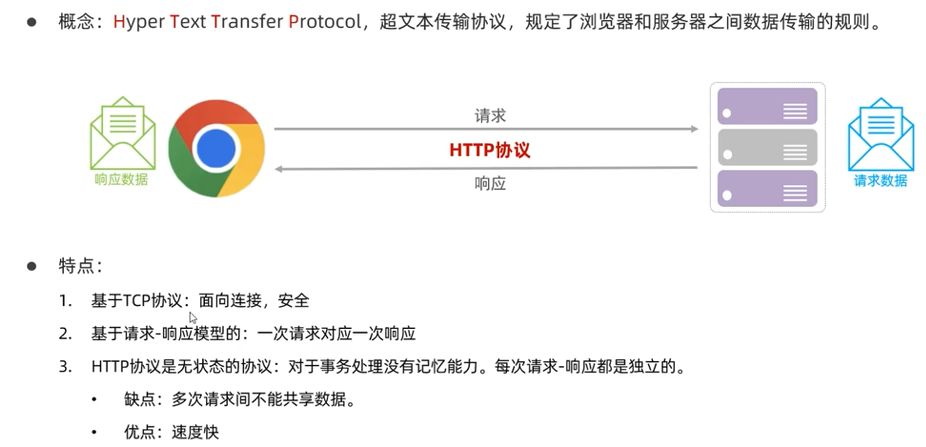 ● 概念：Hyper Text Transfer Protocol，超文本传输协议，规定了浏览器和服务器之间数据传输的规则。
请求
HTTP协议
响应
响应数据
请求数据
● 特点：
1. 基于TCP协议：面向连接，安全
2. 基于请求-响应模型的：一次请求对应一次响应
3. HTTP协议是无状态的协议：对于事务处理没有记忆能力。每次请求-响应都是独立的。
• 缺点：多次请求间不能共享数据。
• 优点：速度快